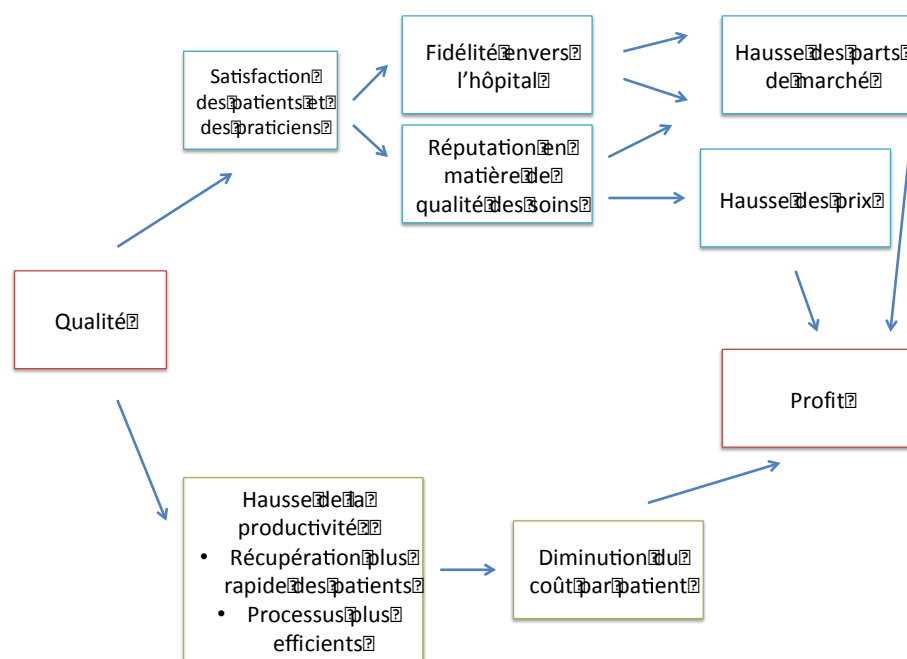 Satisfaction
des patients et
des praticiens
Fidélité envers
l'hôpital
Hausse des parts
de marché
Réputation en
matière de
qualité des soins
Hausse des prix
Qualité
Profit
Hausse de la
productivité
• Récupération plus
rapide des patients
• Processus plus
efficients
Diminution du
coût par patient